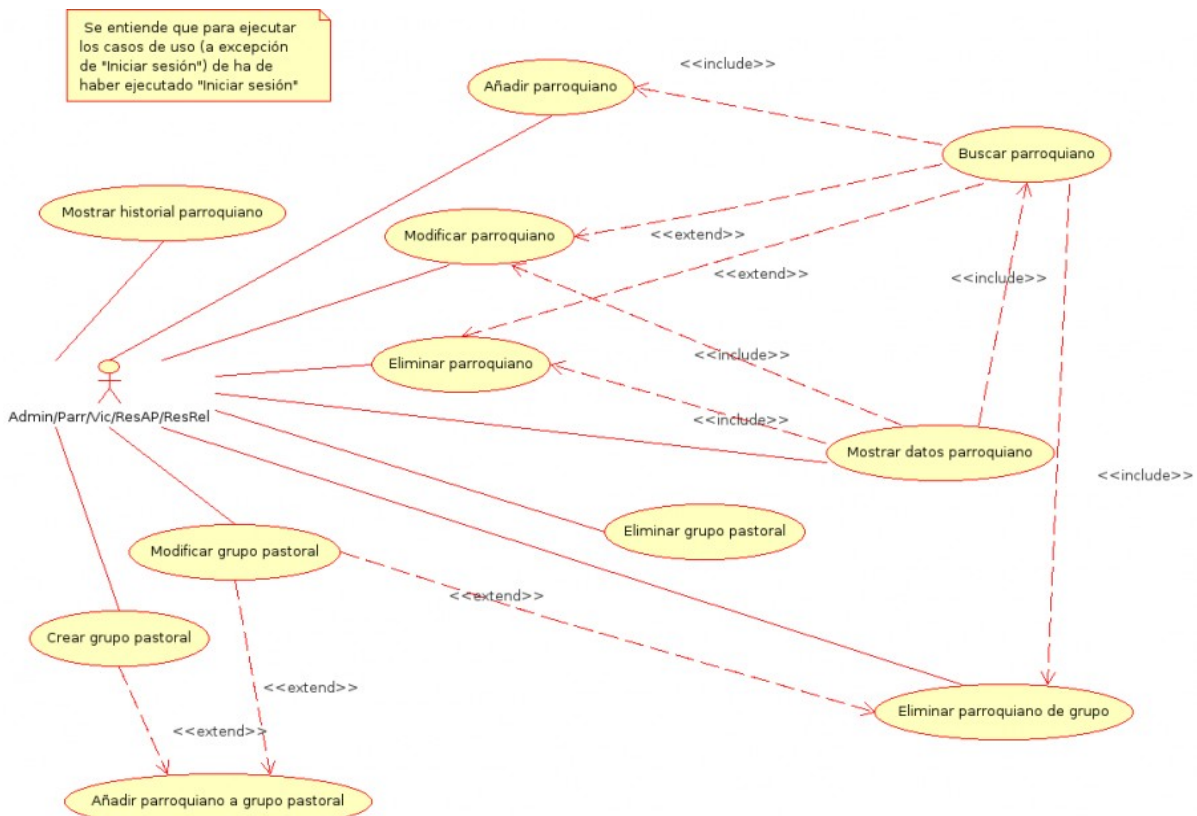 Se entiende que para ejecutar
los casos de uso (a excepción
de "Iniciar sesión") de ha de
haber ejecutado "Iniciar sesión"
<<include>>
Añadir parroquiano
Buscar parroquiano
Mostrar historial parroquiano
Modificar parroquiano
<<extend>>
<<extend>>
<<include>>
Eliminar parroquiano
<<include>>
Admin/Parr/Vic/ResAP/ResRel
<<include>>
Mostrar datos parroquiano
<<include>>
Eliminar grupo pastoral
Modificar grupo pastoral
<<extend>>
Crear grupo pastoral
<<extend>>
Eliminar parroquiano de grupo
<<extend>>
Añadir parroquiano a grupo pastoral